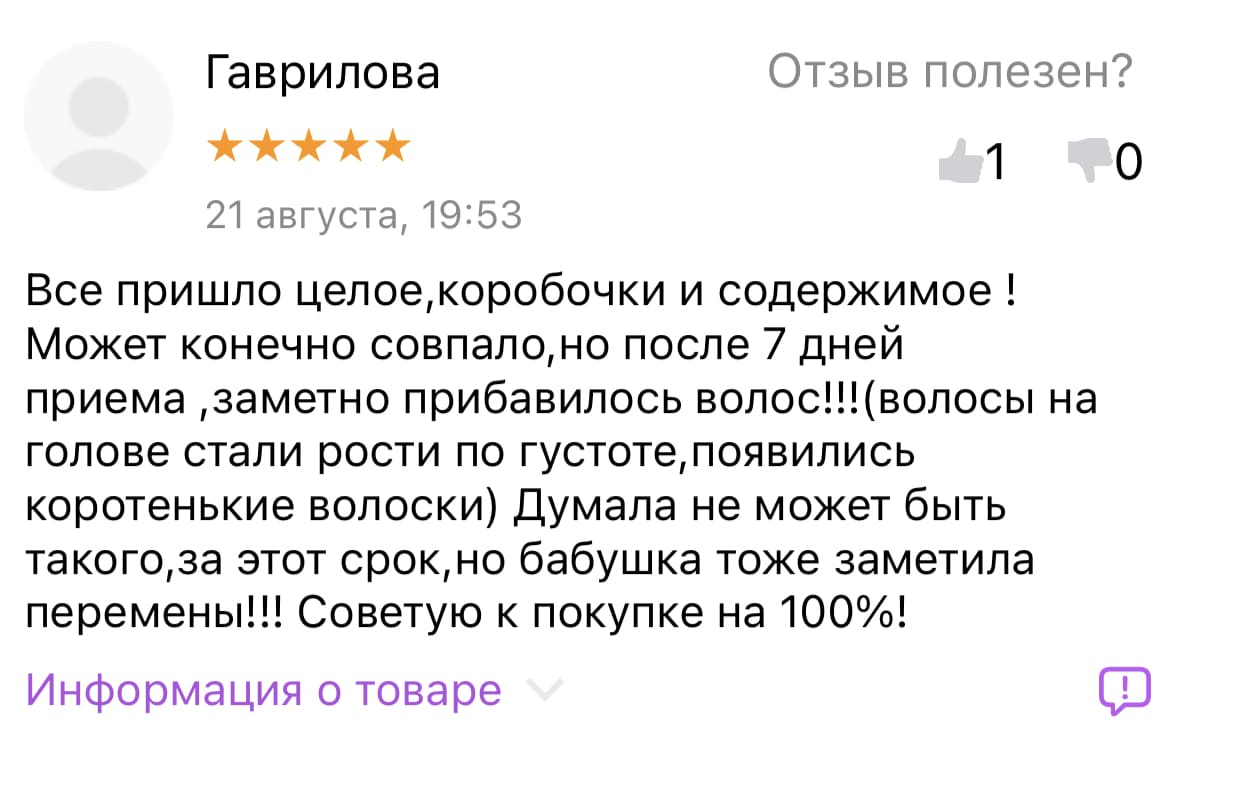 Гаврилова
Отзыв полезен?
1 0
21 августа, 19:53
Все пришло целое,коробочки и содержимое !
Может конечно совпало,но после 7 дней
приема ,заметно прибавилось волос!!!(волосы на
голове стали рости по густоте,появились
коротенькие волоски) Думала не может быть
такого,за этот срок,но бабушка тоже заметила
перемены!!! Советую к покупке на 100%!
Информация о товаре